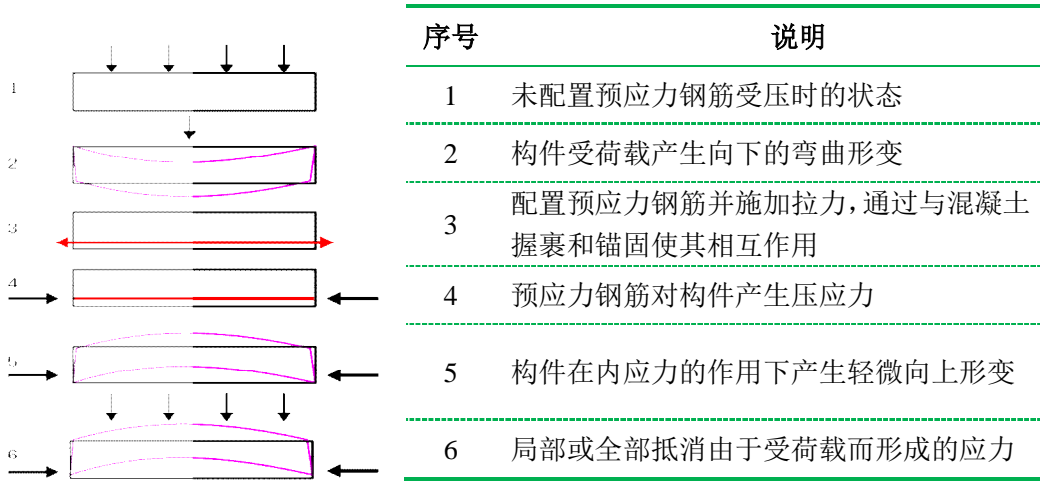 1
2
3
4
5
6
序号 说明
1 未配置预应力钢筋受压时的状态
2 构件受荷载产生向下的弯曲形变
3 配置预应力钢筋并施加拉力，通过与混凝土
握裹和锚固使其相互作用
4 预应力钢筋对构件产生压应力
5 构件在内应力的作用下产生轻微向上形变
6 局部或全部抵消由于受荷载而形成的应力